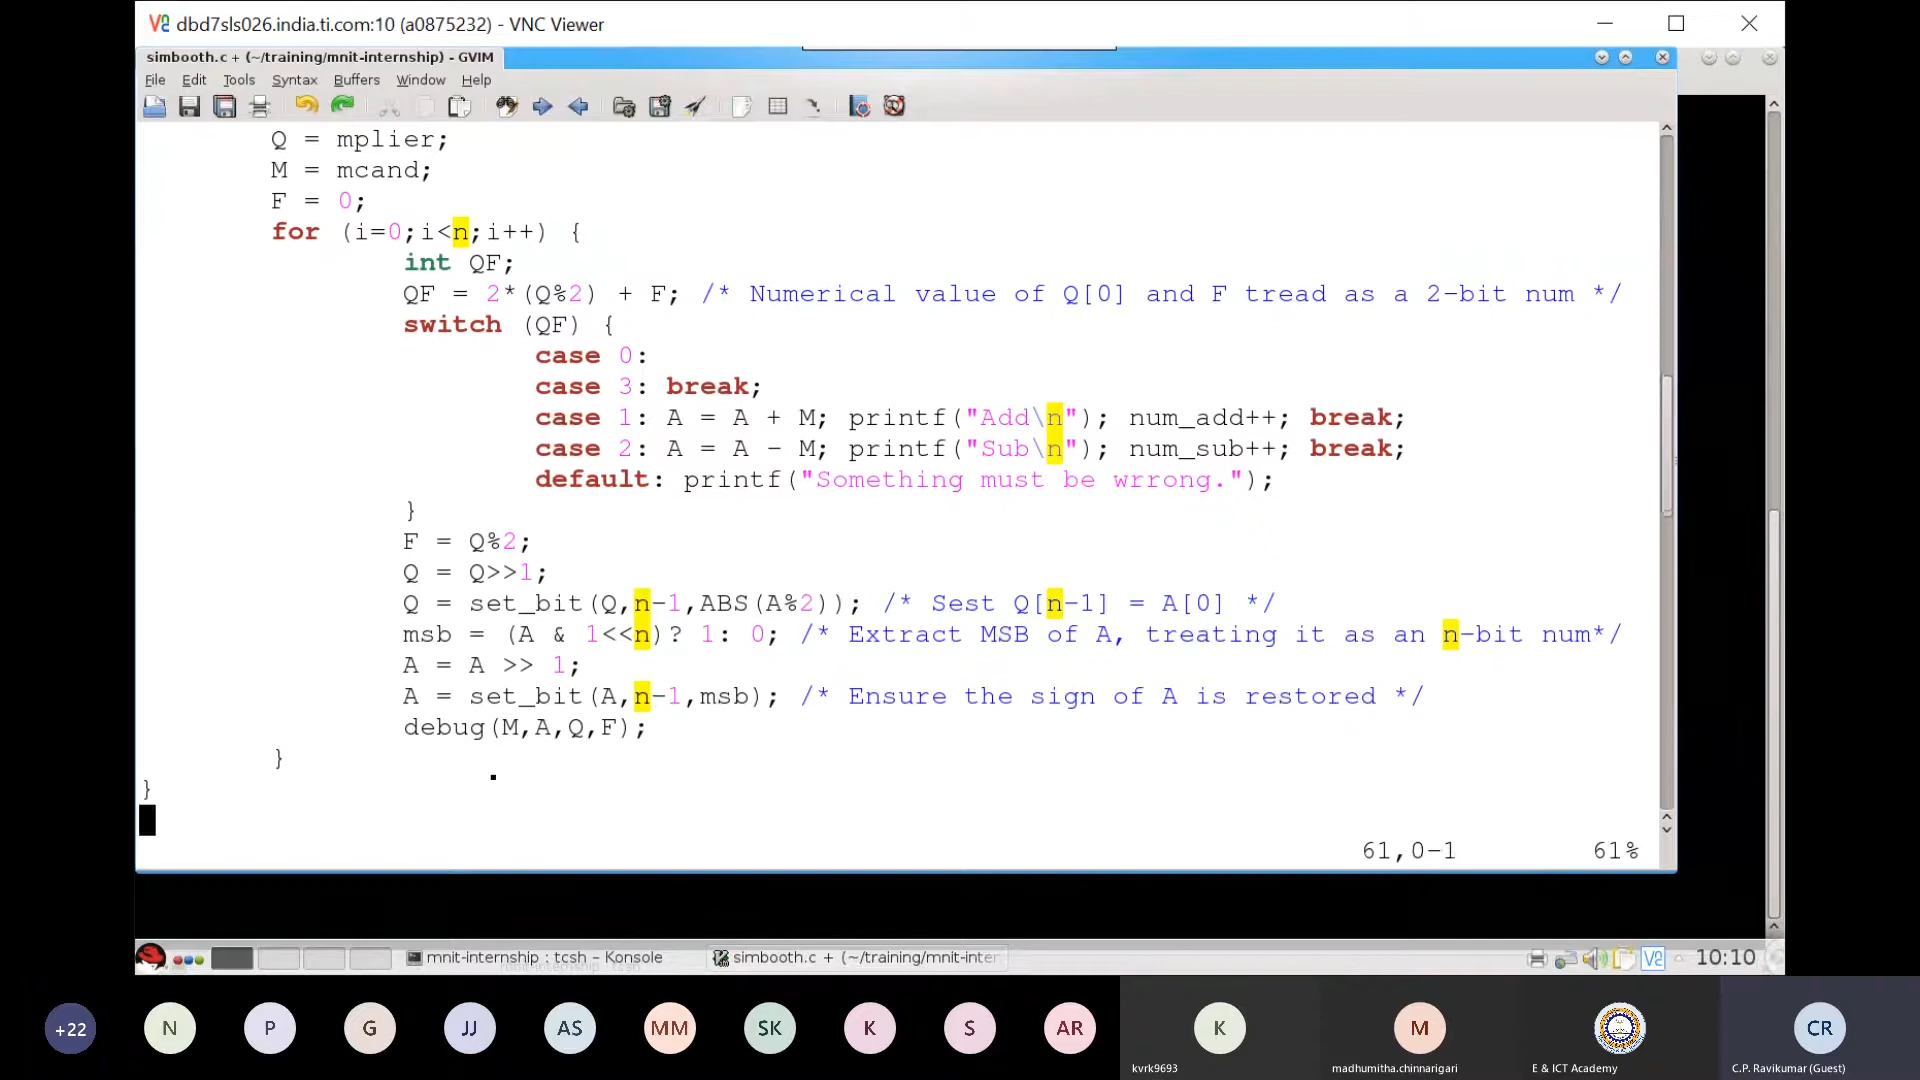 dbd7sls026.india.ti.com:10 (a0875232) - VNC Viewer
simbooth.c + (~/training/mnit-internship) - GVIM
File Edit Tools Syntax Buffers Window Help
Q = mplier;
M = mcand;
F = 0;
for (i=0;i<n;i++) {
int QF;
QF = 2*(Q%2) + F; /* Numerical value of Q[0] and F tread as a 2-bit num */
switch (QF) {
case 0:
case 3: break;
case 1: A = A + M; printf("Add\n"); num_add++; break;
case 2: A = A - M; printf("Sub\n"); num_sub++; break;
default: printf("Something must be wrrong.");
}
F = Q%2;
Q = Q>>1;
Q = set_bit(Q,n-1,ABS(A%2)); /* Sest Q[n-1] = A[0] */
msb = (A & 1<<n)? 1: 0; /* Extract MSB of A, treating it as an n-bit num*/
A = A >> 1;
A = set_bit(A,n-1,msb); /* Ensure the sign of A is restored */
debug(M,A,Q,F);
}
}
61,0-1 61%
mnit-internship : tcsh - Konsole simbooth.c + (~/training/mnit-inter 10:10
+22 N P G JJ AS MM SK K S AR K M CR
kvrk9693 madhumitha.chinnarigari E & ICT Academy C.P. Ravikumar (Guest)